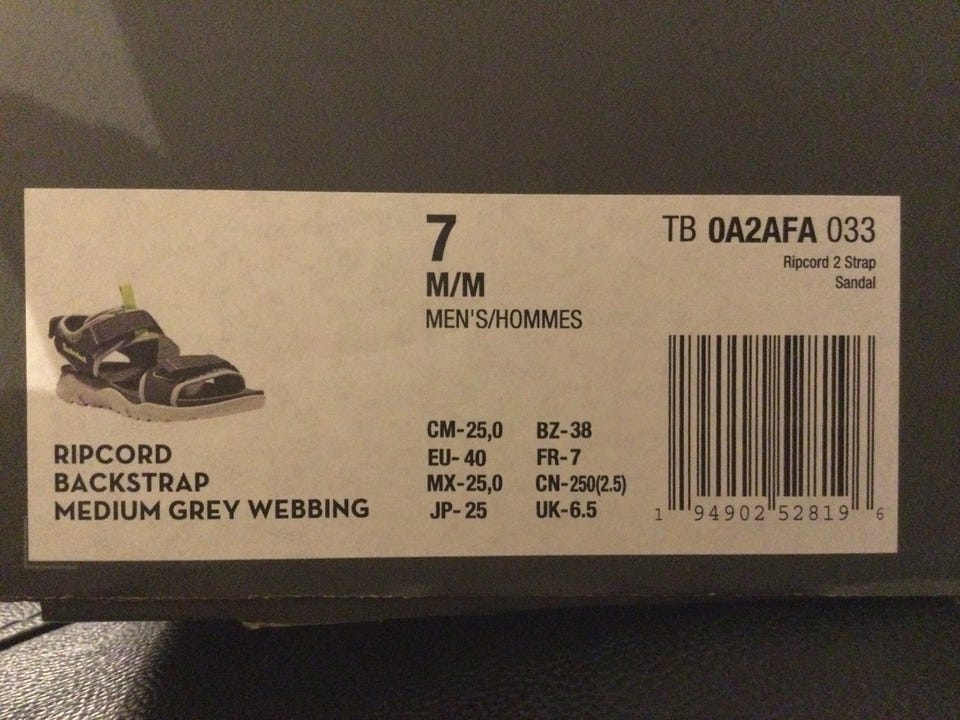 7
M/M
MEN'S/HOMMES
TB 0A2AFA 033
Ripcord 2 Strap
Sandal
RIPCORD
BACKSTRAP
MEDIUM GREY WEBBING
CM-25,0 BZ-38
EU- 40 FR-7
MX-25,0 CN-250(2.5)
JP- 25 UK-6.5
1 94902 52819 6